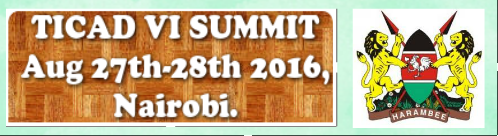 TICAD VI SUMMIT
Aug 27th-28th 2016,
Nairobi.
HARAMBEE